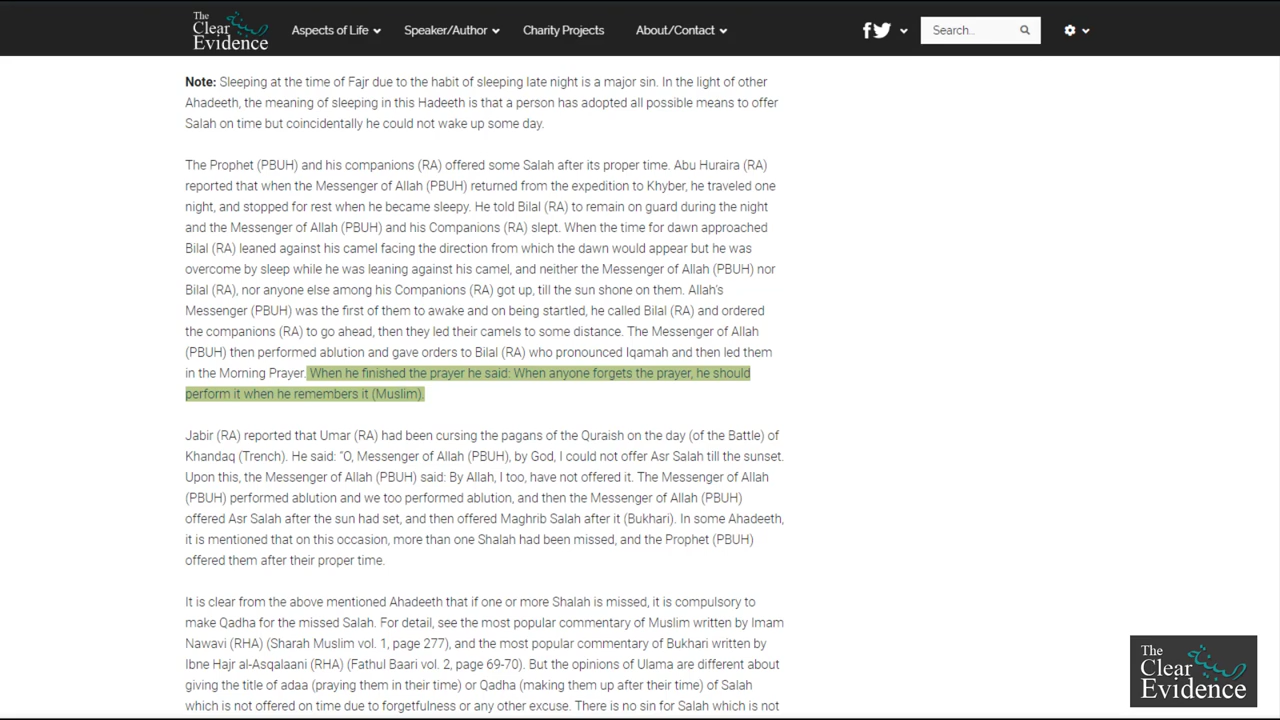 The
Clear
Evidence
البينة
Aspects of Life
Speaker/Author
Charity Projects
About/Contact
Search...
Note: Sleeping at the time of Fajr due to the habit of sleeping late night is a major sin. In the light of other
Ahadeeth, the meaning of sleeping in this Hadeeth is that a person has adopted all possible means to offer
Salah on time but coincidentally he could not wake up some day.
The Prophet (PBUH) and his companions (RA) offered some Salah after its proper time. Abu Huraira (RA)
reported that when the Messenger of Allah (PBUH) returned from the expedition to Khyber, he traveled one
night, and stopped for rest when he became sleepy. He told Bilal (RA) to remain on guard during the night
and the Messenger of Allah (PBUH) and his Companions (RA) slept. When the time for dawn approached
Bilal (RA) leaned against his camel facing the direction from which the dawn would appear but he was
overcome by sleep while he was leaning against his camel, and neither the Messenger of Allah (PBUH) nor
Bilal (RA), nor anyone else among his Companions (RA) got up, till the sun shone on them. Allah's
Messenger (PBUH) was the first of them to awake and on being startled, he called Bilal (RA) and ordered
the companions (RA) to go ahead, then they led their camels to some distance. The Messenger of Allah
(PBUH) then performed ablution and gave orders to Bilal (RA) who pronounced Iqamah and then led them
in the Morning Prayer. When he finished the prayer he said: When anyone forgets the prayer, he should
perform it when he remembers it (Muslim).
Jabir (RA) reported that Umar (RA) had been cursing the pagans of the Quraish on the day (of the Battle) of
Khandaq (Trench). He said: “O, Messenger of Allah (PBUH), by God, I could not offer Asr Salah till the sunset.
Upon this, the Messenger of Allah (PBUH) said: By Allah, I too, have not offered it. The Messenger of Allah
(PBUH) performed ablution and we too performed ablution, and then the Messenger of Allah (PBUH)
offered Asr Salah after the sun had set, and then offered Maghrib Salah after it (Bukhari). In some Ahadeeth,
it is mentioned that on this occasion, more than one Shalah had been missed, and the Prophet (PBUH)
offered them after their proper time.
It is clear from the above mentioned Ahadeeth that if one or more Shalah is missed, it is compulsory to
make Qadha for the missed Salah. For detail, see the most popular commentary of Muslim written by Imam
Nawavi (RHA) (Sharah Muslim vol. 1, page 277), and the most popular commentary of Bukhari written by
Ibne Hajr al-Asqalaani (RHA) (Fathul Baari vol. 2, page 69-70). But the opinions of Ulama are different about
giving the title of adaa (praying them in their time) or Qadha (making them up after their time) of Salah
which is not offered on time due to forgetfulness or any other excuse. There is no sin for Salah which is not
The
Clear
Evidence
البينة